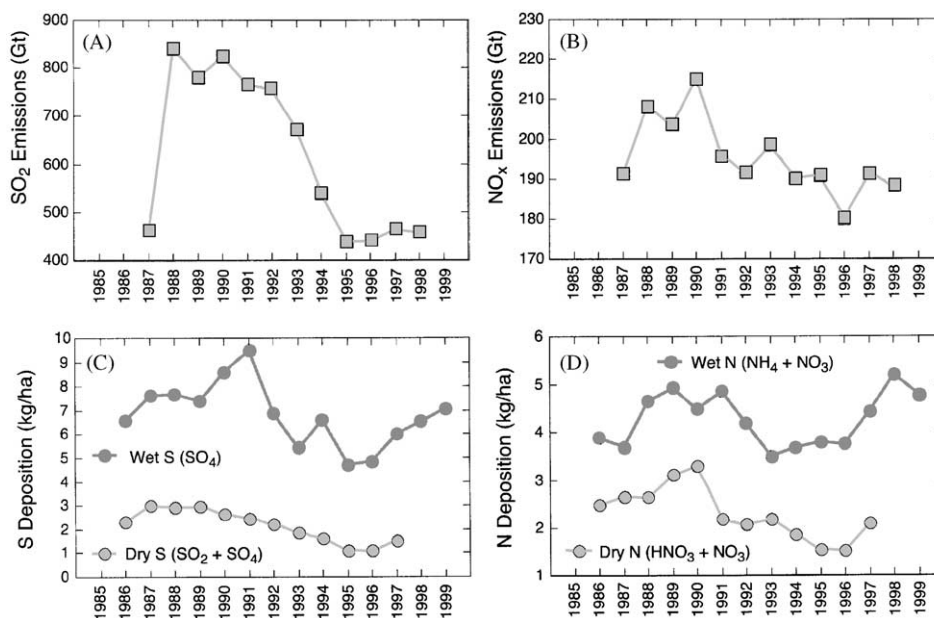 (A)
SO2 Emissions (Gt)
900
800
700
600
500
400
1985 1986 1987 1988 1989 1990 1991 1992 1993 1994 1995 1996 1997 1998 1999
(B)
NOx Emissions (Gt)
230
220
210
200
190
180
170
1985 1986 1987 1988 1989 1990 1991 1992 1993 1994 1995 1996 1997 1998 1999
(C)
S Deposition (kg/ha)
10
9
8
7
6
5
4
3
2
1
0
Wet S (SO4)
Dry S (SO2 + SO4)
1985 1986 1987 1988 1989 1990 1991 1992 1993 1994 1995 1996 1997 1998 1999
(D)
N Deposition (kg/ha)
6
5
4
3
2
1
Wet N (NH4 + NO3)
Dry N (HNO3 + NO3)
1985 1986 1987 1988 1989 1990 1991 1992 1993 1994 1995 1996 1997 1998 1999